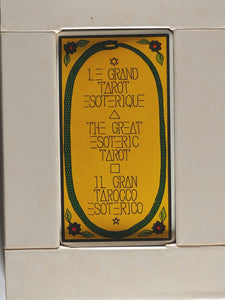 LE GRAND
TAROT
ESOTERIQUE
THE GREAT
ESOTERIC
TAROT
IL GRAN
TAROCCO
ESOTERICO